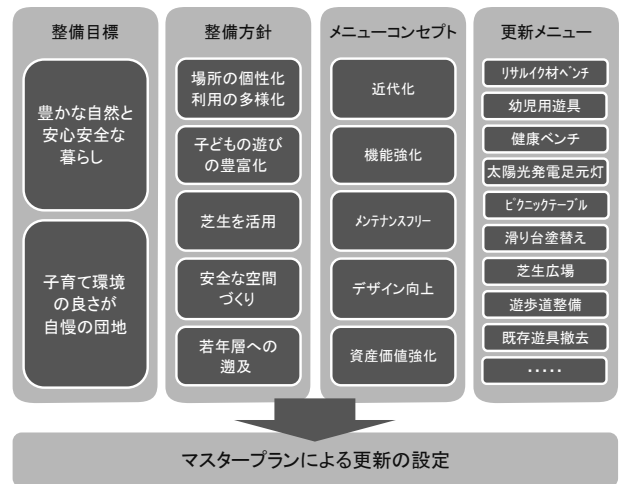 整備目標
豊かな自然と
安心安全な
暮らし
子育て環境
の良さが
自慢の団地
整備方針
場所の個性化
利用の多様化
子どもの遊び
の豊富化
芝生を活用
安全な空間
づくり
若年層への
遡及
メニューコンセプト
近代化
機能強化
ﾒﾝﾃﾅﾝｽフリー
デザイン向上
資産価値強化
更新メニュー
ﾘサルイク材ベンチ
幼児用遊具
健康ベンチ
太陽光発電足元灯
ﾋﾟｸﾆｯｸﾃｰﾌﾞﾙ
滑り台塗替え
芝生広場
遊歩道整備
既存遊具撤去
・・・・・
マスタープランによる更新の設定